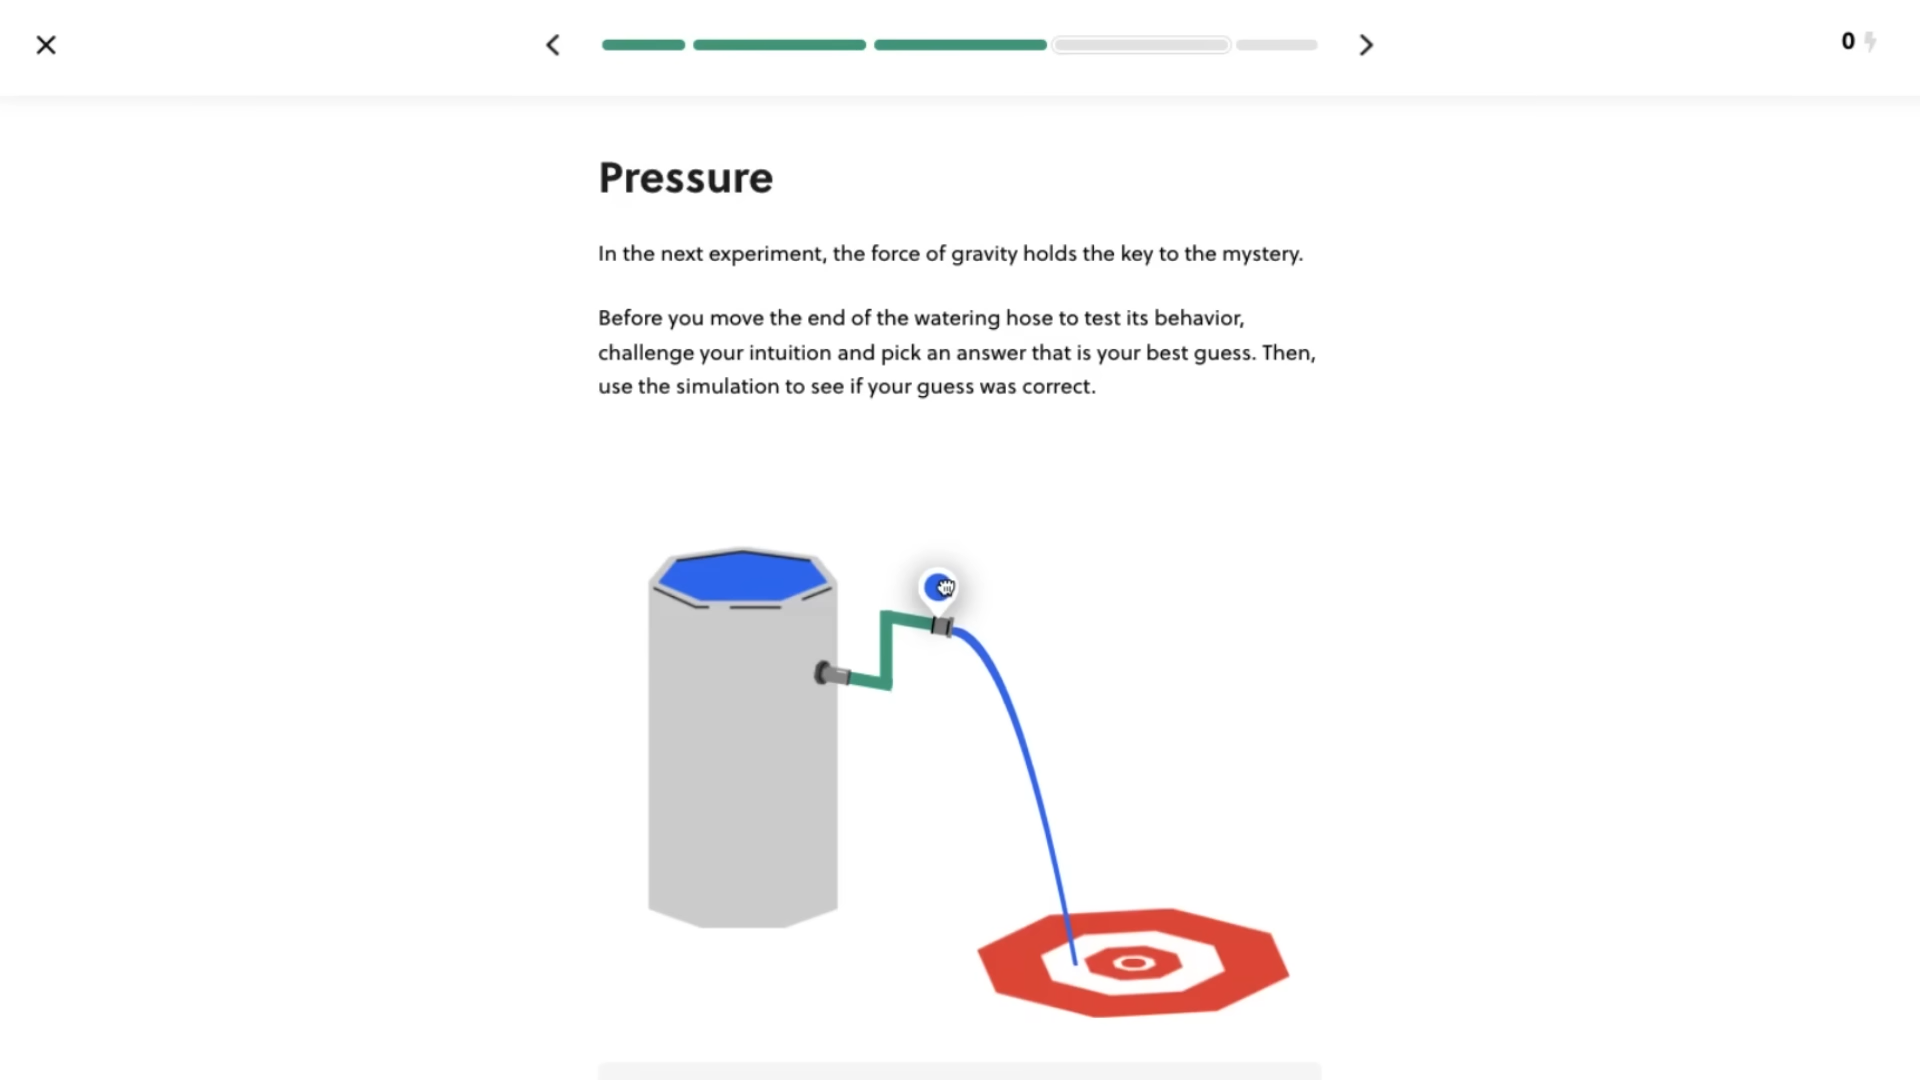 0
Pressure
In the next experiment, the force of gravity holds the key to the mystery.
Before you move the end of the watering hose to test its behavior,
challenge your intuition and pick an answer that is your best guess. Then,
use the simulation to see if your guess was correct.